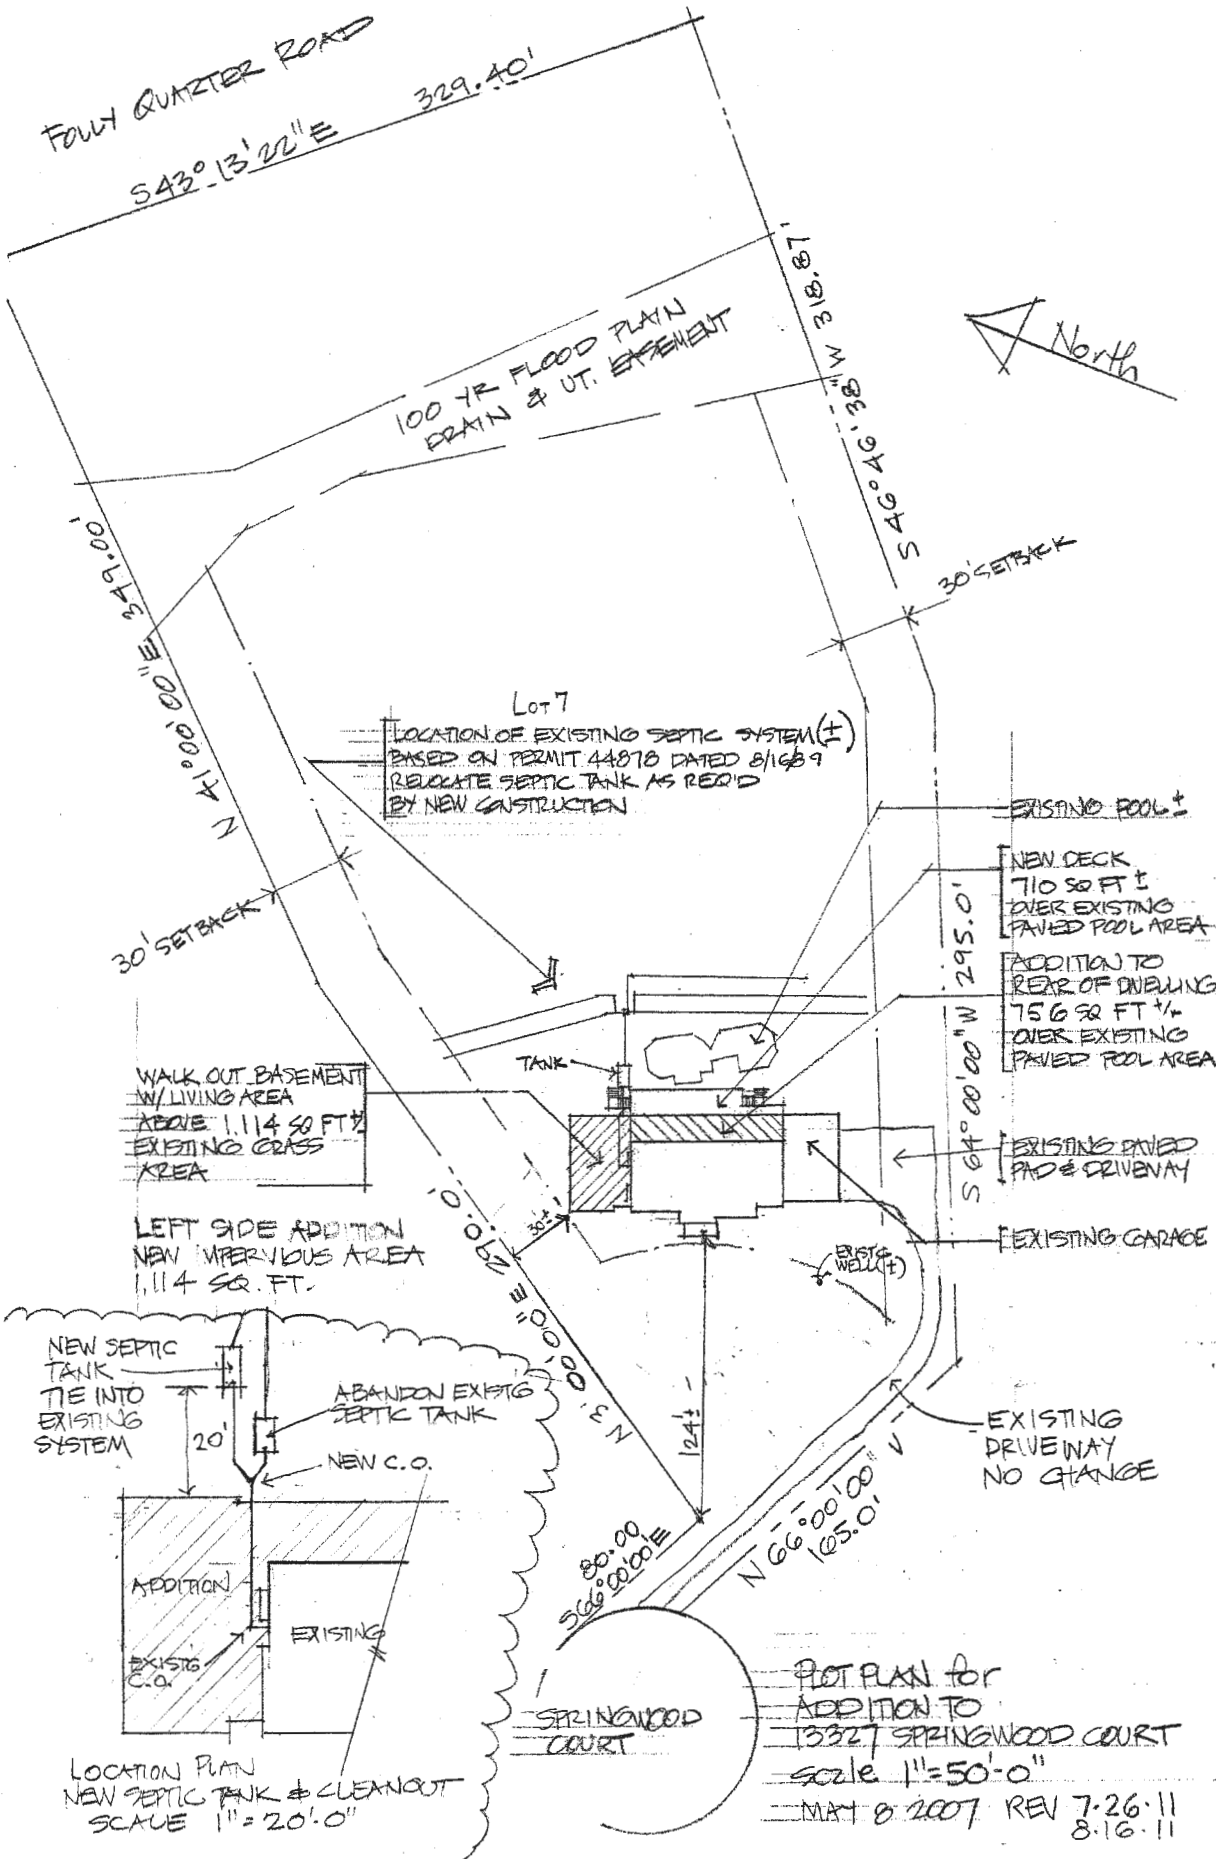 FOLLY QUARTER ROAD
S43° 13' 22" E 329.40'
S 46° 46' 38" W 318.87'
North
100 YR FLOOD PLAIN
DRAIN & UT. EASEMENT
N 41° 00' 00" E 349.00'
30' SETBACK
LOT 7
LOCATION OF EXISTING SEPTIC SYSTEM (±)
BASED ON PERMIT 44878 DATED 8/16/89
RELOCATE SEPTIC TANK AS REQ'D
BY NEW CONSTRUCTION
EXISTING POOL ±
NEW DECK
710 SQ FT ±
OVER EXISTING
PAVED POOL AREA
30' SETBACK
ADDITION TO
REAR OF DWELLING
756 SQ FT +/-
OVER EXISTING
PAVED POOL AREA
S 64° 00' 00" W 295.0'
TANK
WALK OUT BASEMENT
W/ LIVING AREA
ABOVE 1,114 SQ FT ±
EXISTING GRASS
AREA
EXISTING PAVED
PAD & DRIVEWAY
LEFT SIDE ADDITION
NEW IMPERVIOUS AREA
1,114 SQ. FT.
30'±
EXISTING GARAGE
EXIST'G
WELL (±)
N 3° 00' 00" E 290.0'
124'±
NEW SEPTIC
TANK
TIE INTO
EXISTING
SYSTEM
20'
ABANDON EXIST'G
SEPTIC TANK
NEW C.O.
EXISTING
DRIVEWAY
NO CHANGE
N 66° 00' 00" W
165.0'
80.00
S66° 00' 00" E
ADDITION
EXISTING
EXIST'G
C.O.
SPRINGWOOD
COURT
LOCATION PLAN
NEW SEPTIC TANK & CLEANOUT
SCALE 1" = 20'-0"
PLOT PLAN for
ADDITION TO
13327 SPRINGWOOD COURT
scale 1"=50'-0"
MAY 8 2007 REV 7.26.11
8.16.11